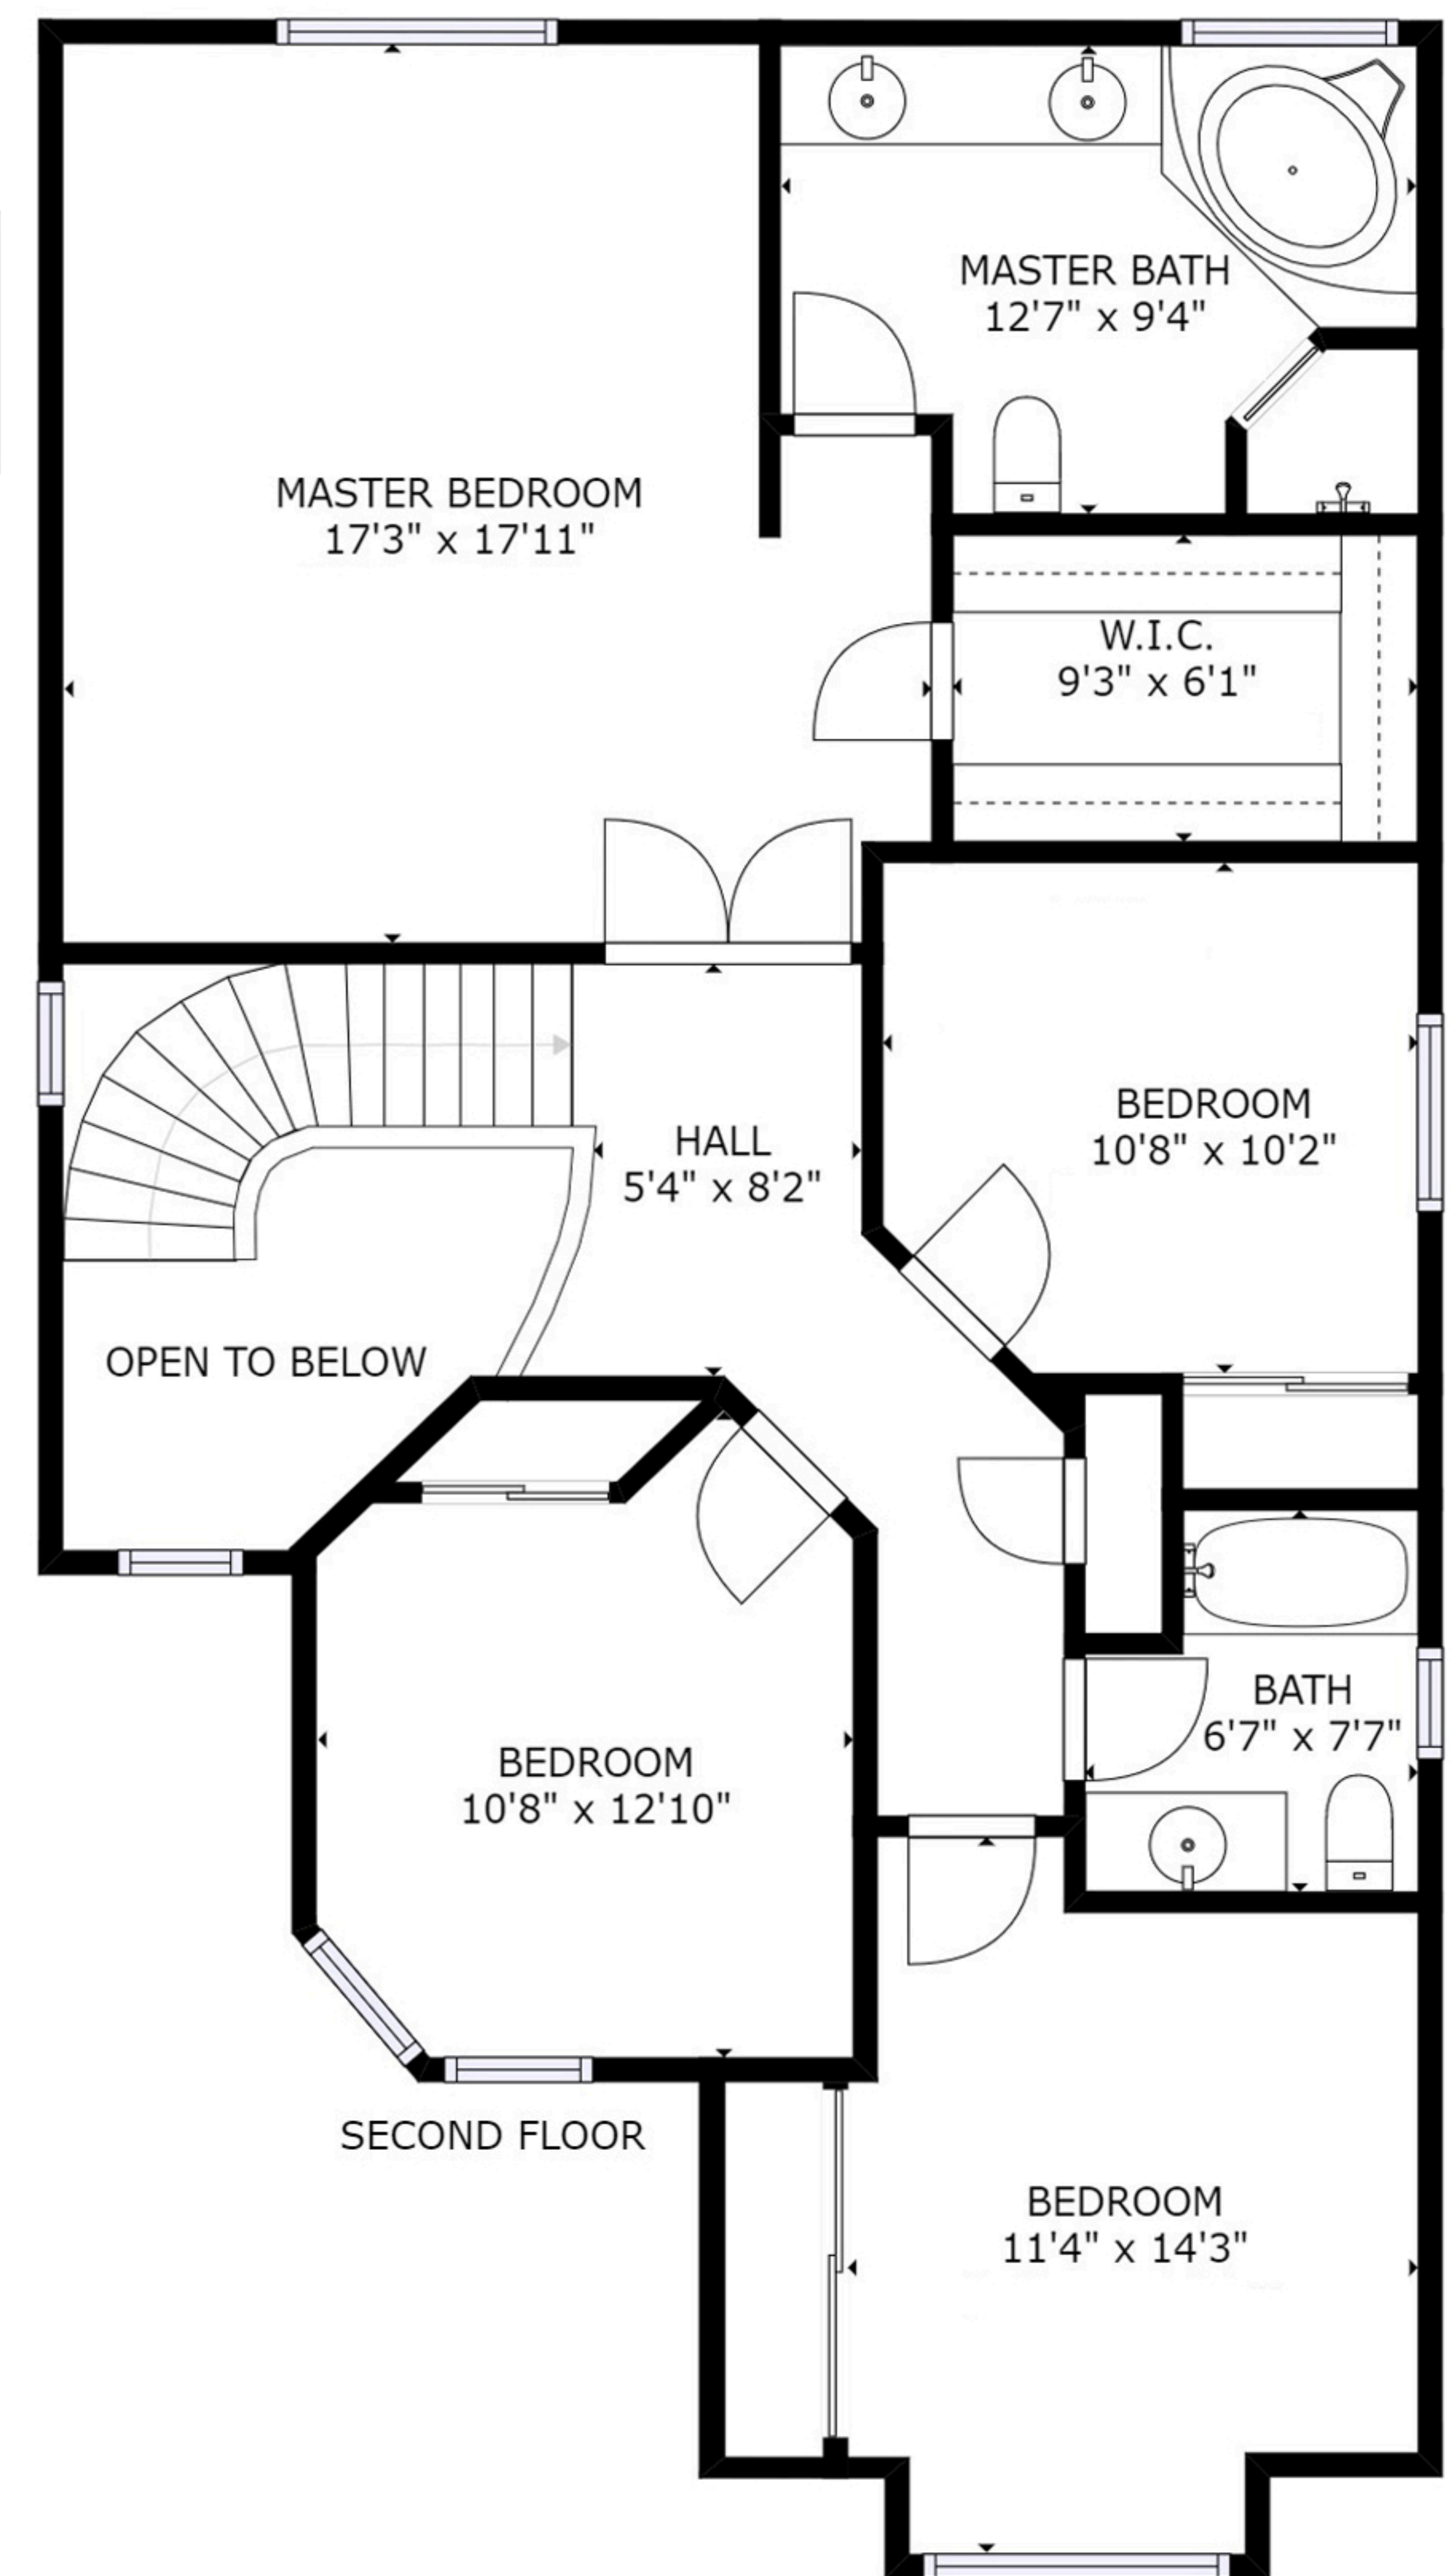 MASTER BATH
12'7" x 9'4"
MASTER BEDROOM
17'3" x 17'11"
W.I.C.
9'3" x 6'1"
BEDROOM
10'8" x 10'2"
HALL
5'4" x 8'2"
OPEN TO BELOW
BATH
6'7" x 7'7"
BEDROOM
10'8" x 12'10"
SECOND FLOOR
BEDROOM
11'4" x 14'3"